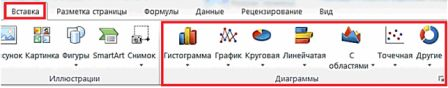 Вставка Разметка страницы Формулы Данные Рецензирование Вид
сунок Картинка Фигуры SmartArt Снимок Гистограмма График Круговая Линейчатая С областями Точечная Другие
Иллюстрации Диаграммы